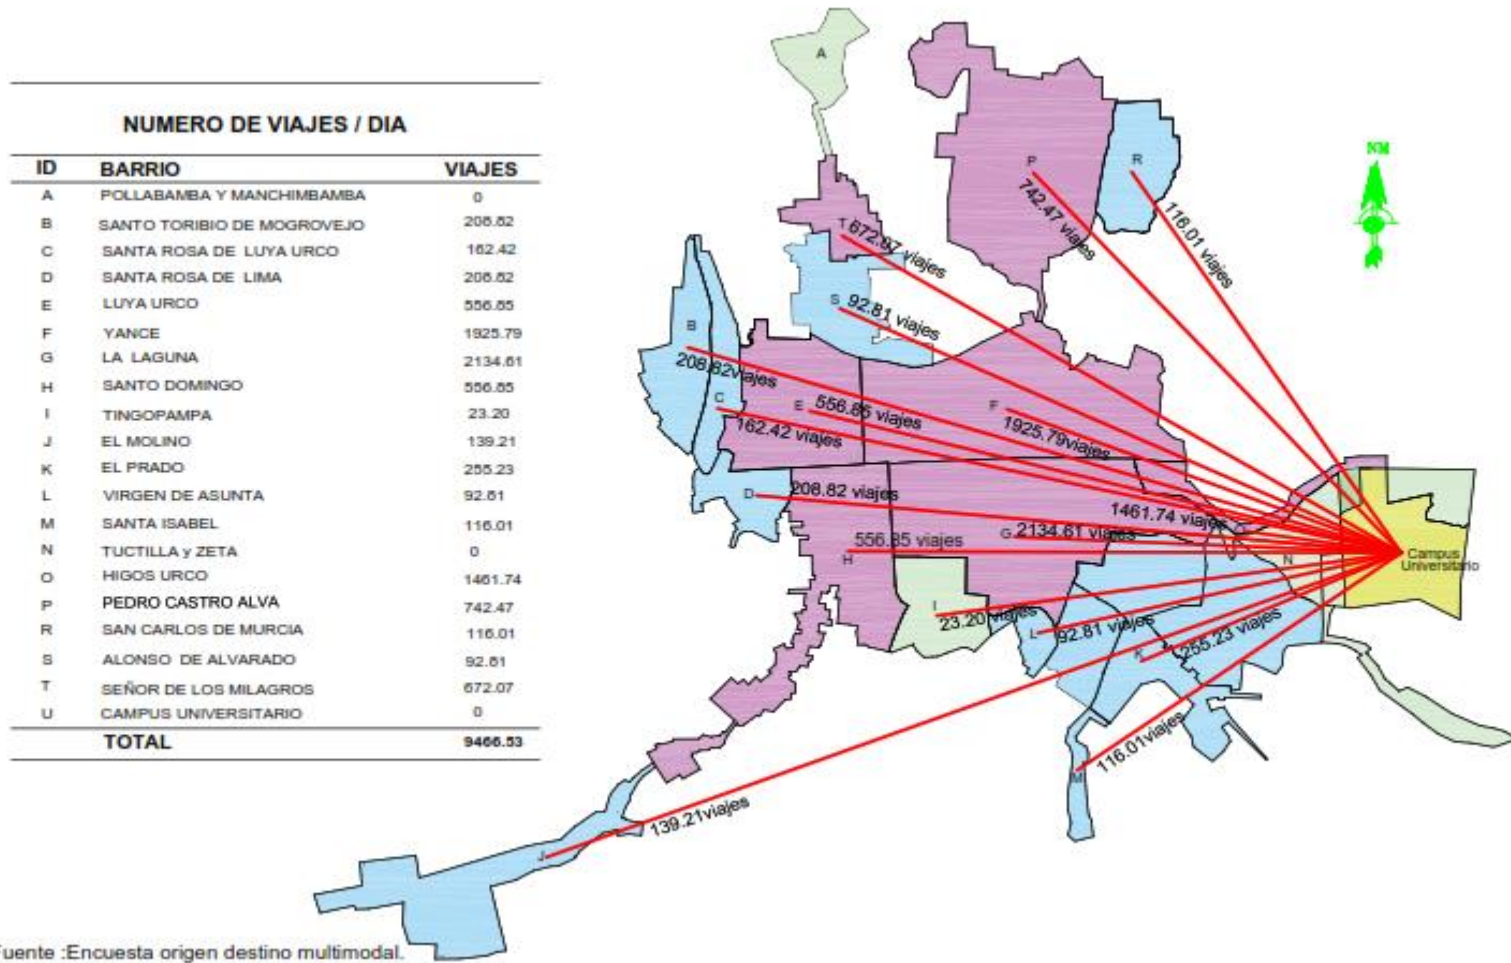 NUMERO DE VIAJES / DIA
ID BARRIO VIAJES
A POLLABAMBA Y MANCHIMBAMBA 0
B SANTO TORIBIO DE MOGROVEJO 208.82
C SANTA ROSA DE LUYA URCO 162.42
D SANTA ROSA DE LIMA 208.82
E LUYA URCO 556.85
F YANCE 1925.79
G LA LAGUNA 2134.61
H SANTO DOMINGO 556.85
I TINGOPAMPA 23.20
J EL MOLINO 139.21
K EL PRADO 255.23
L VIRGEN DE ASUNTA 92.81
M SANTA ISABEL 116.01
N TUCTILLA y ZETA 0
O HIGOS URCO 1461.74
P PEDRO CASTRO ALVA 742.47
R SAN CARLOS DE MURCIA 116.01
S ALONSO DE ALVARADO 92.81
T SEÑOR DE LOS MILAGROS 672.07
U CAMPUS UNIVERSITARIO 0
TOTAL 9466.53
A
NM
P
R
742.47 viajes
116.01 viajes
T 672.07 viajes
S 92.81 viajes
B
208.82viajes
C
E 556.85 viajes
F
162.42 viajes
1925.79viajes
D 208.82 viajes
1461.74 viajes
O
G 2134.61 viajes
H 556.85 viajes
N
Campus
Universitario
I
23.20 viajes
L 92.81 viajes
K 255.23 viajes
M 116.01viajes
J 139.21viajes
Fuente :Encuesta origen destino multimodal.